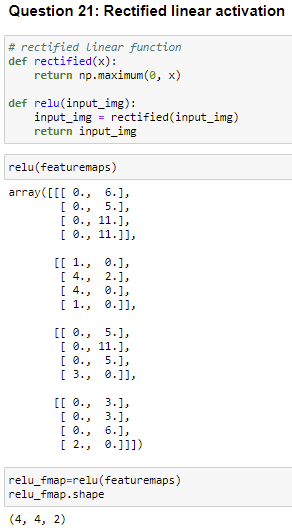 Question 21: Rectified linear activation
# rectified linear function
def rectified(x):
    return np.maximum(0, x)
def relu(input_img):
    input_img = rectified(input_img)
    return input_img
relu(featuremaps)
array([[[ 0.,  6.],
        [ 0.,  5.],
        [ 0., 11.],
        [ 0., 11.]],
       [[ 1.,  0.],
        [ 4.,  2.],
        [ 4.,  0.],
        [ 1.,  0.]],
       [[ 0.,  5.],
        [ 0., 11.],
        [ 0.,  5.],
        [ 3.,  0.]],
       [[ 0.,  3.],
        [ 0.,  3.],
        [ 0.,  6.],
        [ 2.,  0.]]])
relu_fmap=relu(featuremaps)
relu_fmap.shape
(4, 4, 2)